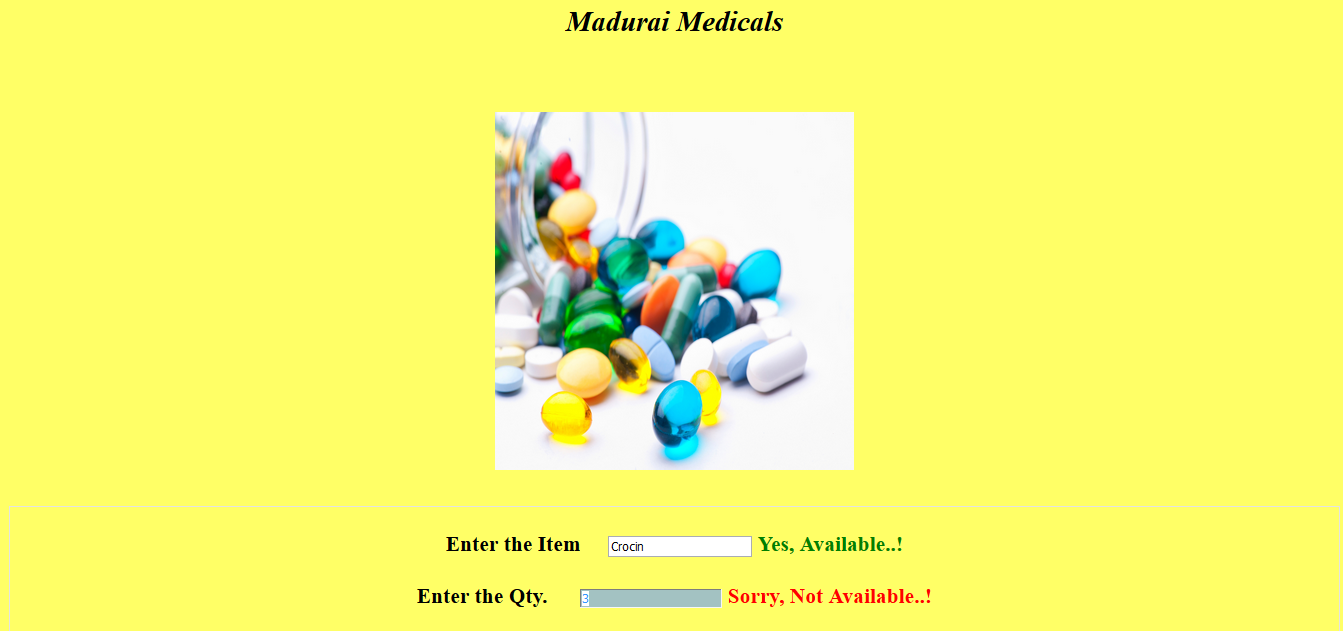 Madurai Medicals
Enter the Item Crocin Yes, Available..!
Enter the Qty. 3 Sorry, Not Available..!